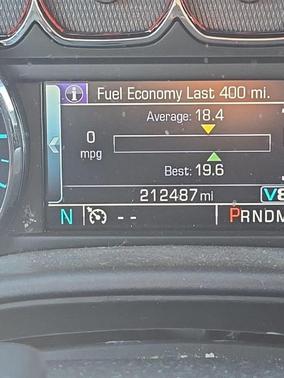 Fuel Economy Last 400 mi.
Average: 18.4
0
mpg
Best: 19.6
212487 mi V8
N -- PRNDM